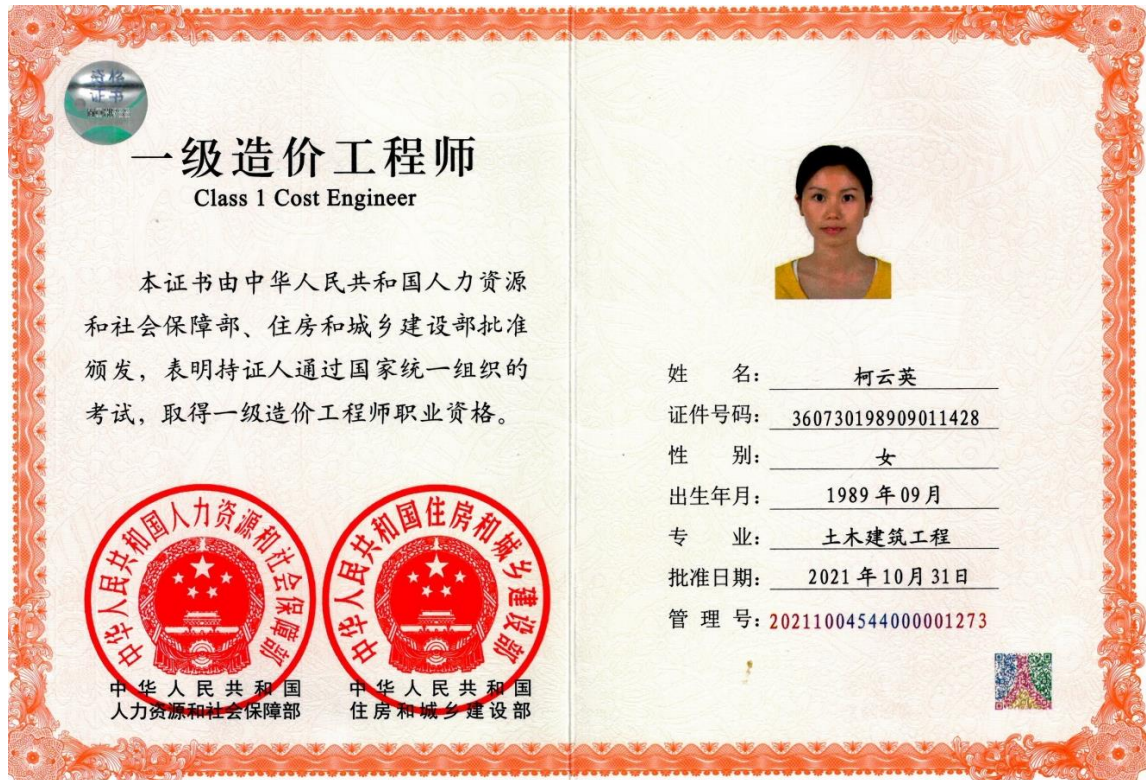 资格
证书
一级造价工程师
Class 1 Cost Engineer
本证书由中华人民共和国人力资源
和社会保障部、住房和城乡建设部批准
颁发，表明持证人通过国家统一组织的
考试，取得一级造价工程师职业资格。
中华人民共和国人力资源和社会保障部
中华人民共和国住房和城乡建设部
中华人民共和国
人力资源和社会保障部
中华人民共和国
住房和城乡建设部
姓 名：柯云英
证件号码：360730198909011428
性 别：女
出生年月：1989年09月
专 业：土木建筑工程
批准日期：2021年10月31日
管 理 号：20211004544000001273